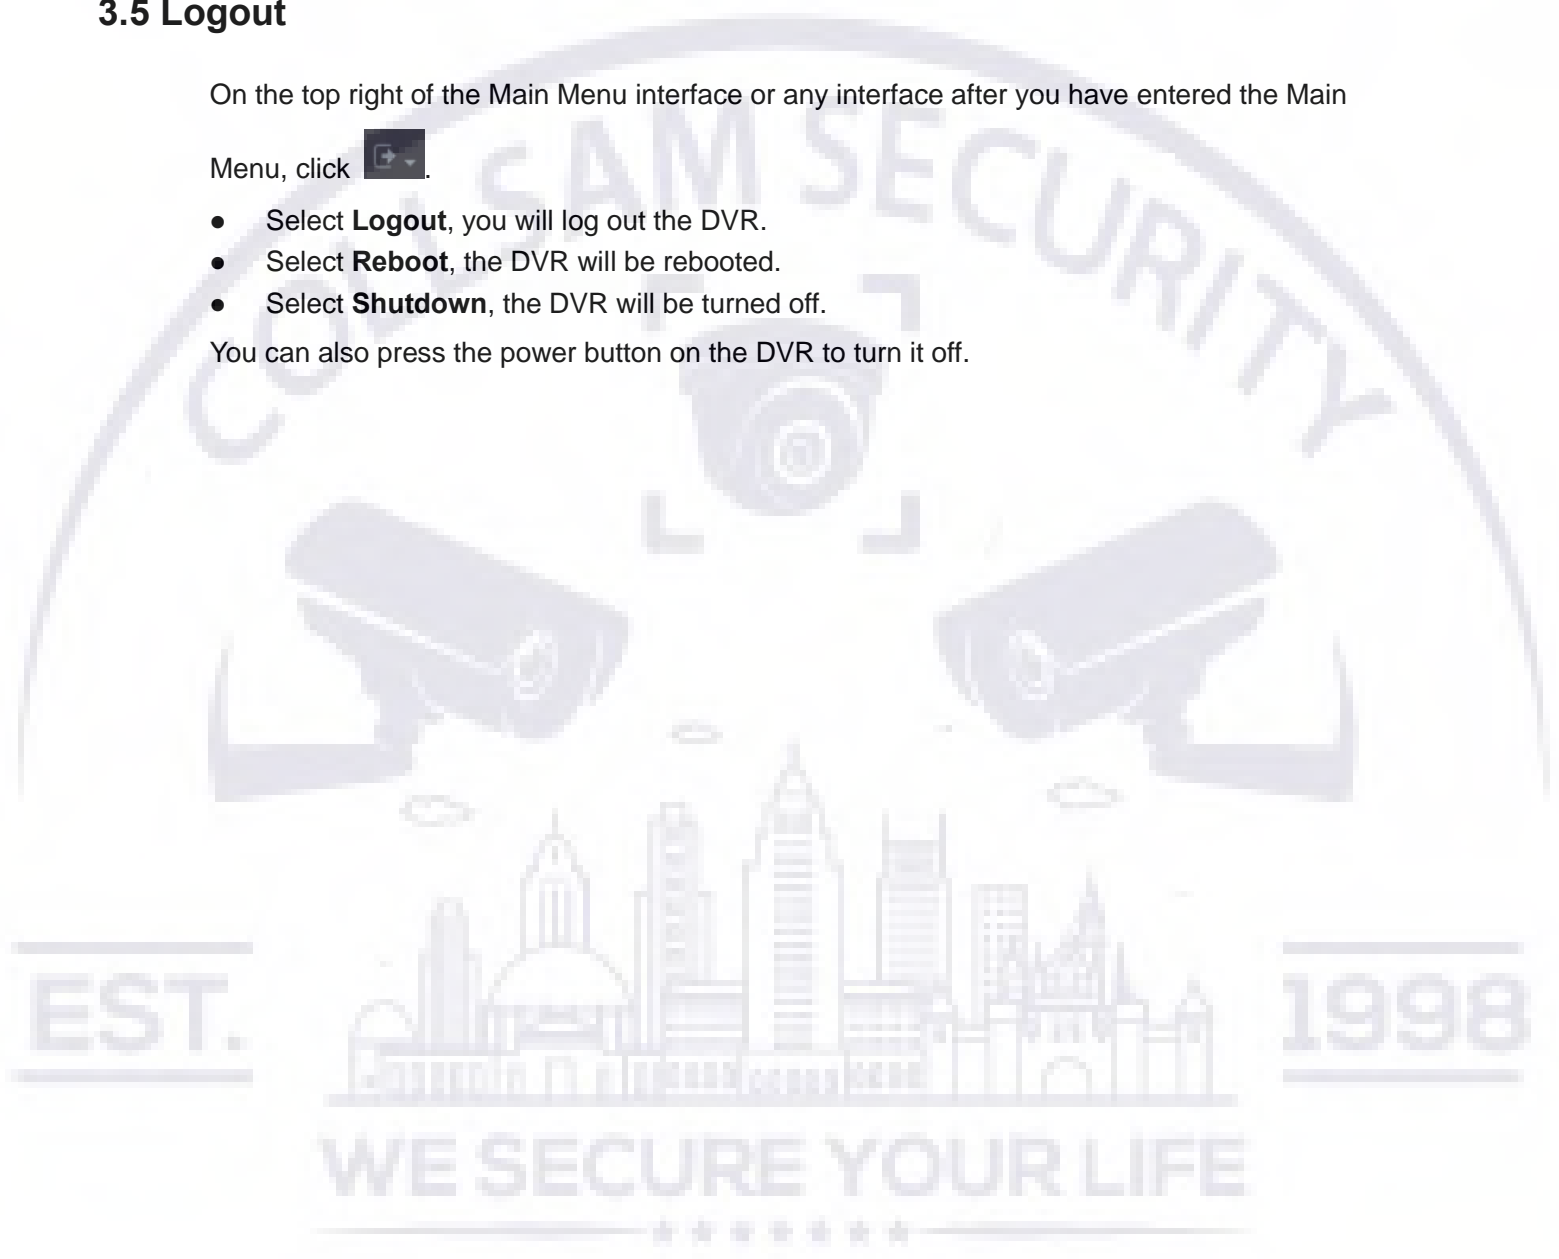 3.5 Logout
On the top right of the Main Menu interface or any interface after you have entered the Main
Menu, click .
● Select Logout, you will log out the DVR.
● Select Reboot, the DVR will be rebooted.
● Select Shutdown, the DVR will be turned off.
You can also press the power button on the DVR to turn it off.
COLLSAM SECURITY
EST. 1998
WE SECURE YOUR LIFE